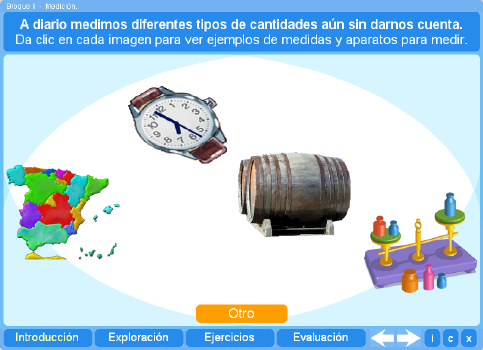 Bloque II - Medición.
A diario medimos diferentes tipos de cantidades aún sin darnos cuenta.
Da clic en cada imagen para ver ejemplos de medidas y aparatos para medir.
Otro
Introducción Exploración Ejercicios Evaluación i c x